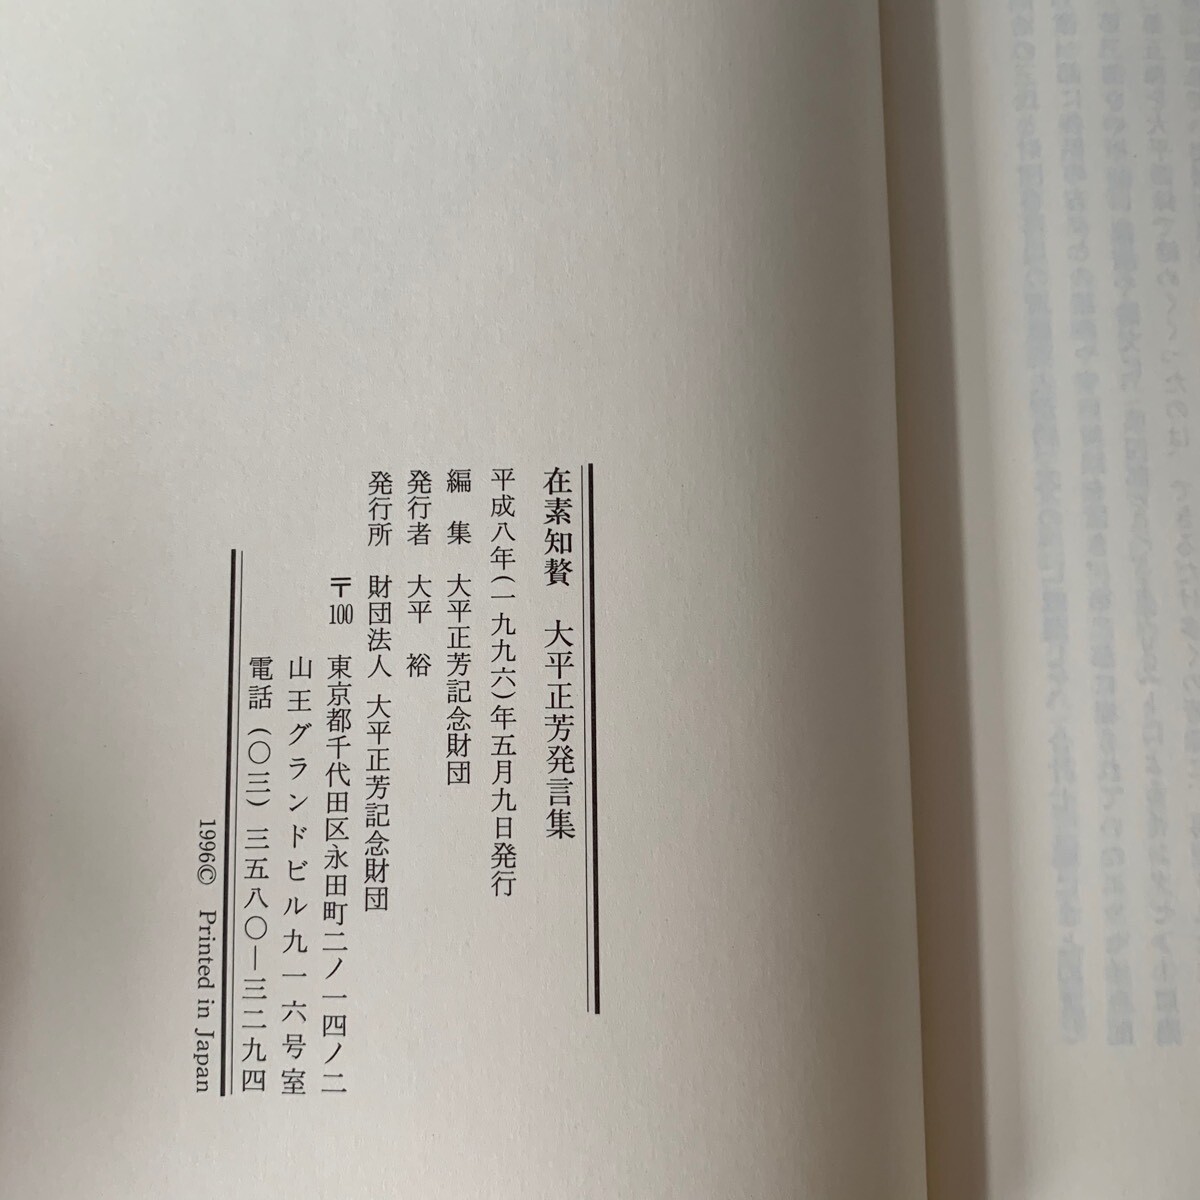 在素知贅　大平正芳発言集
平成八年(一九九六)年五月九日発行
編　集　大平正芳記念財団
発行者　大平　裕
発行所　財団法人　大平正芳記念財団
〒100　東京都千代田区永田町二ノ一四ノ二
山王グランドビル九一六号室
電話 (〇三) 三五八〇―三二九四
1996© Printed in Japan